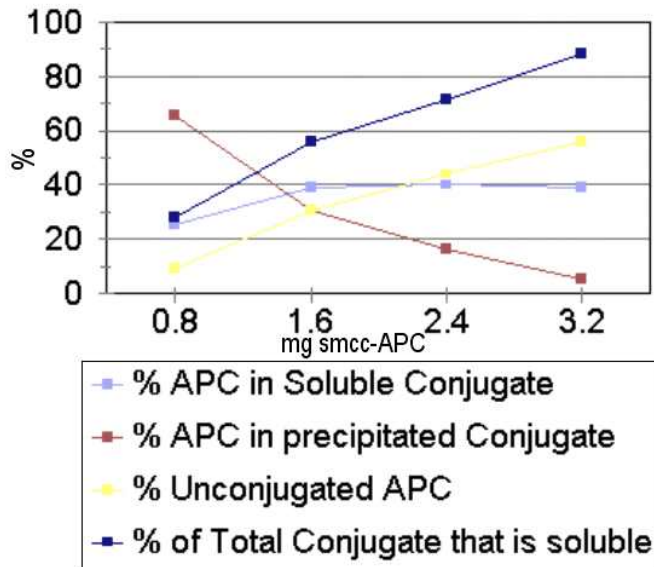 100
80
60
40
20
0
%
0.8 1.6 2.4 3.2
mg smcc-APC
% APC in Soluble Conjugate
% APC in precipitated Conjugate
% Unconjugated APC
% of Total Conjugate that is soluble